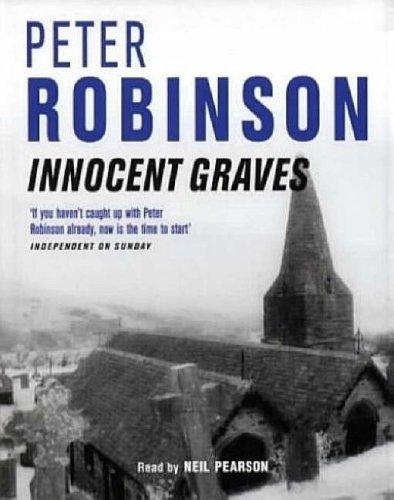 PETER
ROBINSON
INNOCENT GRAVES
'If you haven't caught up with Peter
Robinson already, now is the time to start'
INDEPENDENT ON SUNDAY
Read by NEIL PEARSON